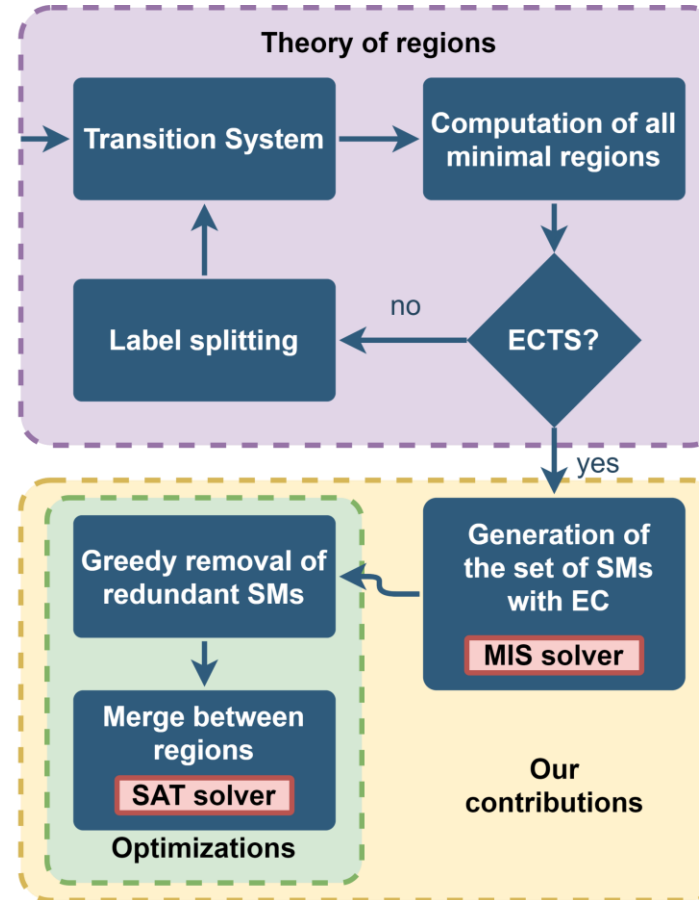 Theory of regions
Transition System
Computation of all
minimal regions
Label splitting
no
ECTS?
yes
Greedy removal of
redundant SMs
Generation of
the set of SMs
with EC
MIS solver
Merge between
regions
SAT solver
Optimizations
Our
contributions